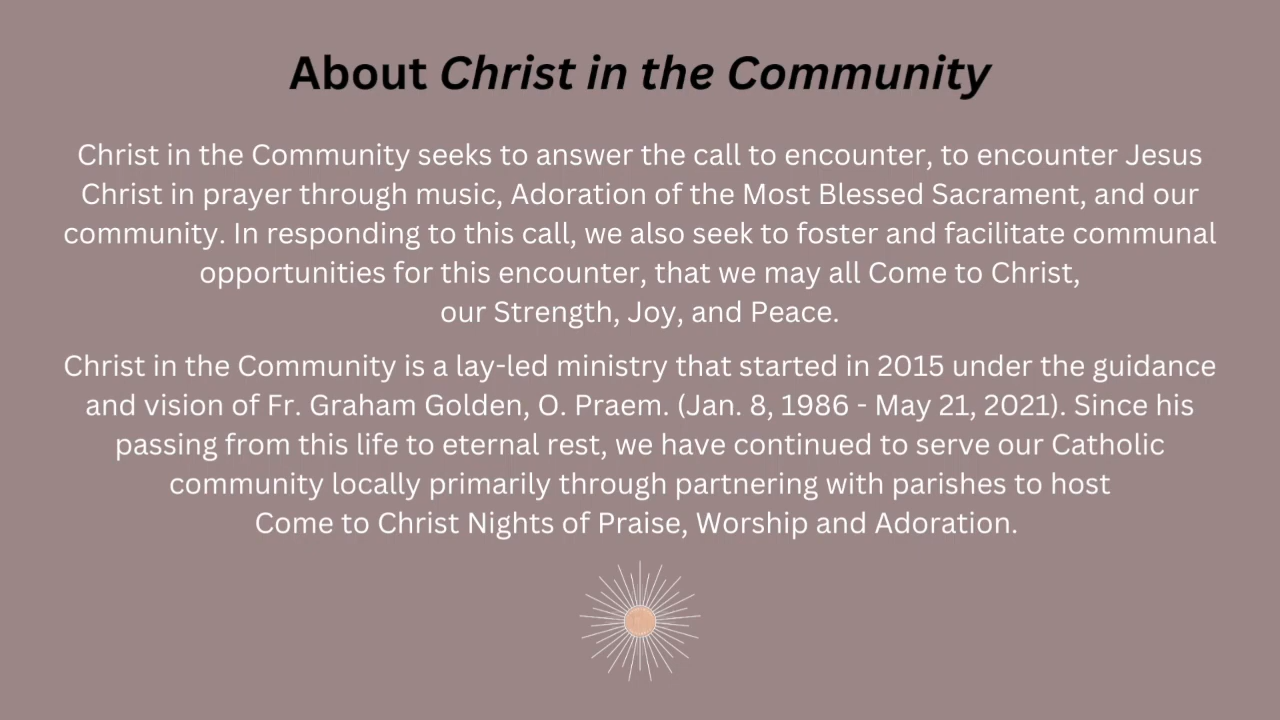 About Christ in the Community
Christ in the Community seeks to answer the call to encounter, to encounter Jesus
Christ in prayer through music, Adoration of the Most Blessed Sacrament, and our
community. In responding to this call, we also seek to foster and facilitate communal
opportunities for this encounter, that we may all Come to Christ,
our Strength, Joy, and Peace.
Christ in the Community is a lay-led ministry that started in 2015 under the guidance
and vision of Fr. Graham Golden, O. Praem. (Jan. 8, 1986 - May 21, 2021). Since his
passing from this life to eternal rest, we have continued to serve our Catholic
community locally primarily through partnering with parishes to host
Come to Christ Nights of Praise, Worship and Adoration.